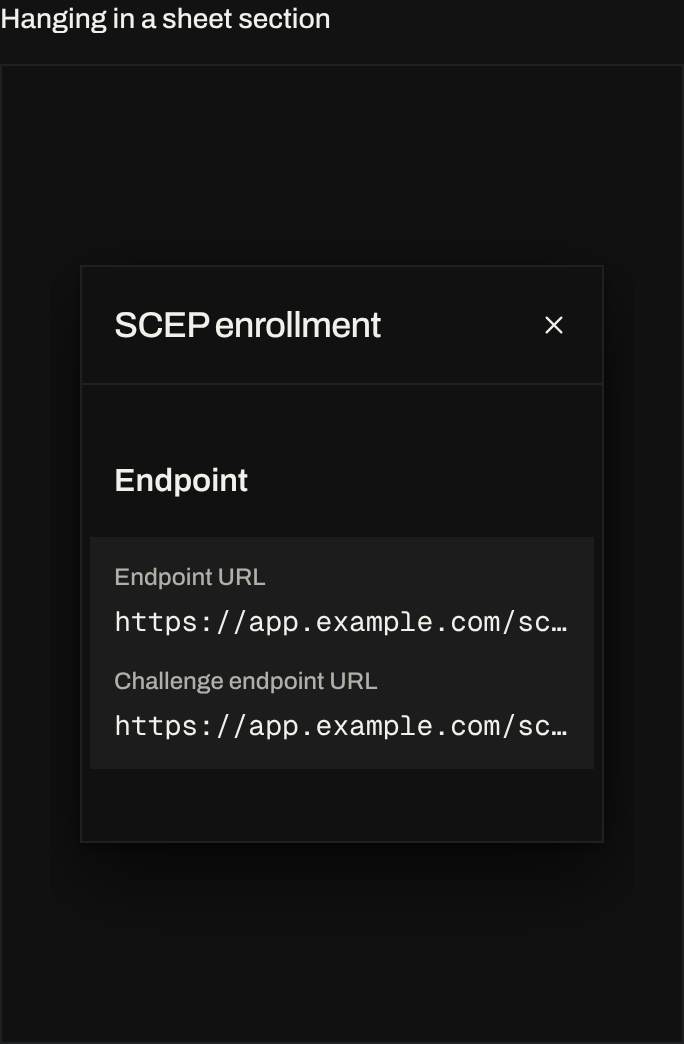 Hanging in a sheet section
SCEP enrollment
Endpoint
Endpoint URL
https://app.example.com/sc…
Challenge endpoint URL
https://app.example.com/sc…